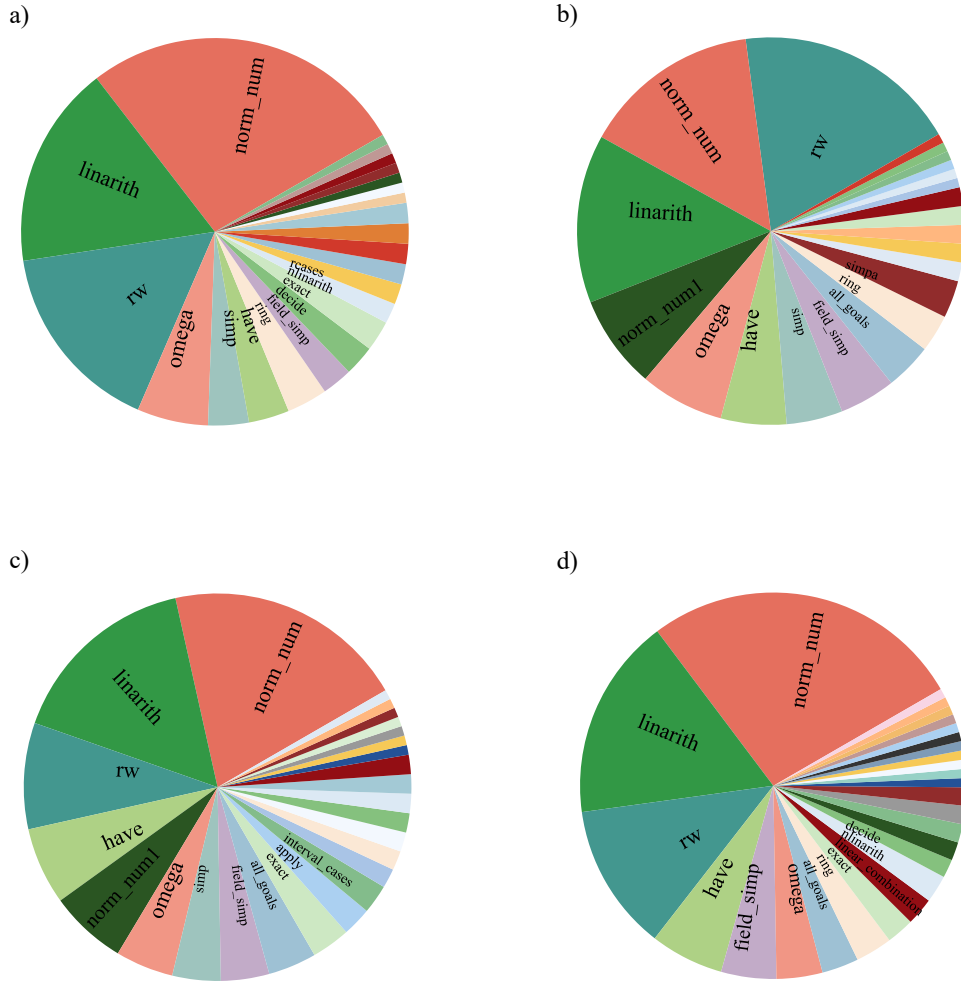 a)
norm_num
linarith
rw
omega
simp
have
ring
field_simp
decide
exact
nlinarith
rcases
b)
rw
norm_num
linarith
norm_num1
omega
have
simp
field_simp
all_goals
ring
simpa
c)
norm_num
linarith
rw
have
norm_num1
omega
simp
field_simp
all_goals
exact
apply
interval_cases
d)
norm_num
linarith
rw
have
field_simp
omega
all_goals
ring
exact
linear_combination
nlinarith
decide